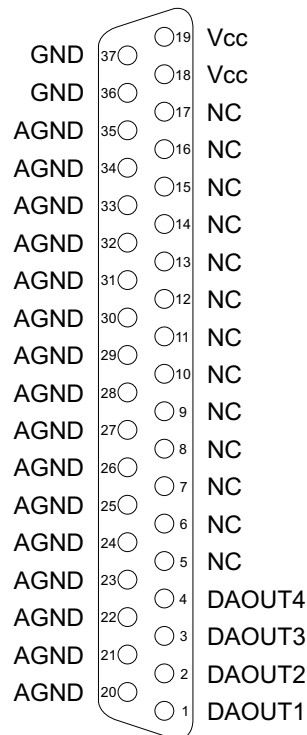 19 Vcc
GND 37
18 Vcc
GND 36
17 NC
AGND 35
16 NC
AGND 34
15 NC
AGND 33
14 NC
AGND 32
13 NC
AGND 31
12 NC
AGND 30
11 NC
AGND 29
10 NC
AGND 28
9 NC
AGND 27
8 NC
AGND 26
7 NC
AGND 25
6 NC
AGND 24
5 NC
AGND 23
4 DAOUT4
AGND 22
3 DAOUT3
AGND 21
2 DAOUT2
AGND 20
1 DAOUT1